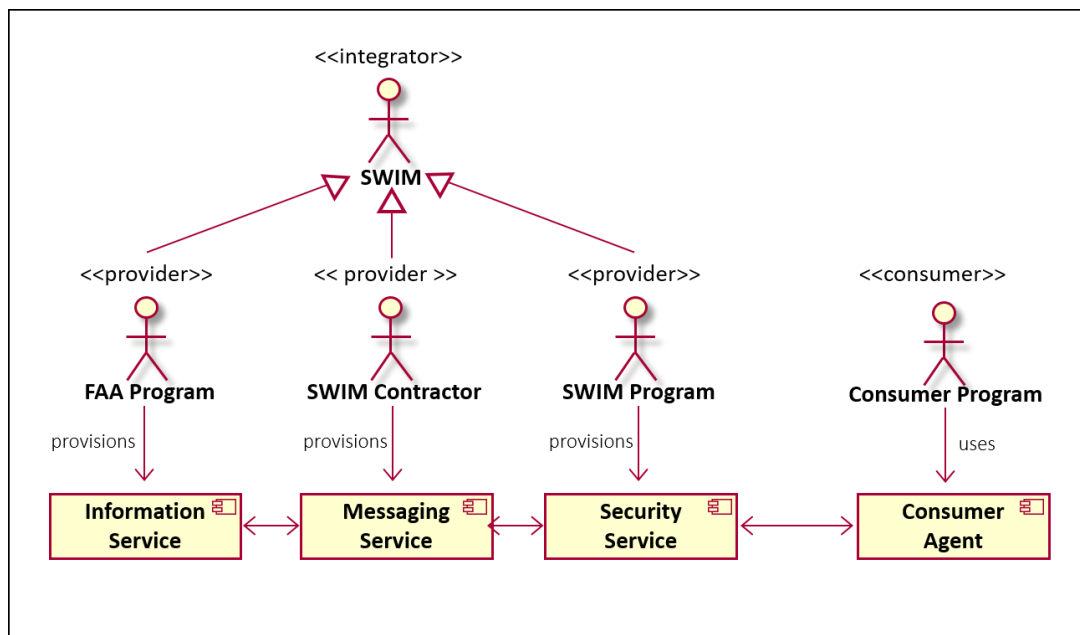 <<integrator>>
SWIM
<<provider>>
<< provider >>
<<provider>>
<<consumer>>
FAA Program
SWIM Contractor
SWIM Program
Consumer Program
provisions
provisions
provisions
uses
Information
Service
Messaging
Service
Security
Service
Consumer
Agent